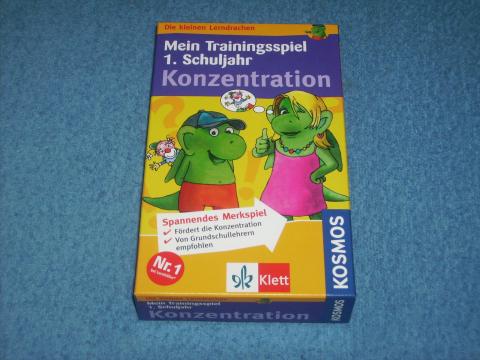 Die kleinen Lerndrachen
Mein Trainingsspiel
1. Schuljahr
Konzentration
Spannendes Merkspiel
Fördert die Konzentration
Von Grundschullehrern
empfohlen
Nr. 1
Klett
KOSMOS
Mein Trainingsspiel
1. Schuljahr
Konzentration
KOSMOS